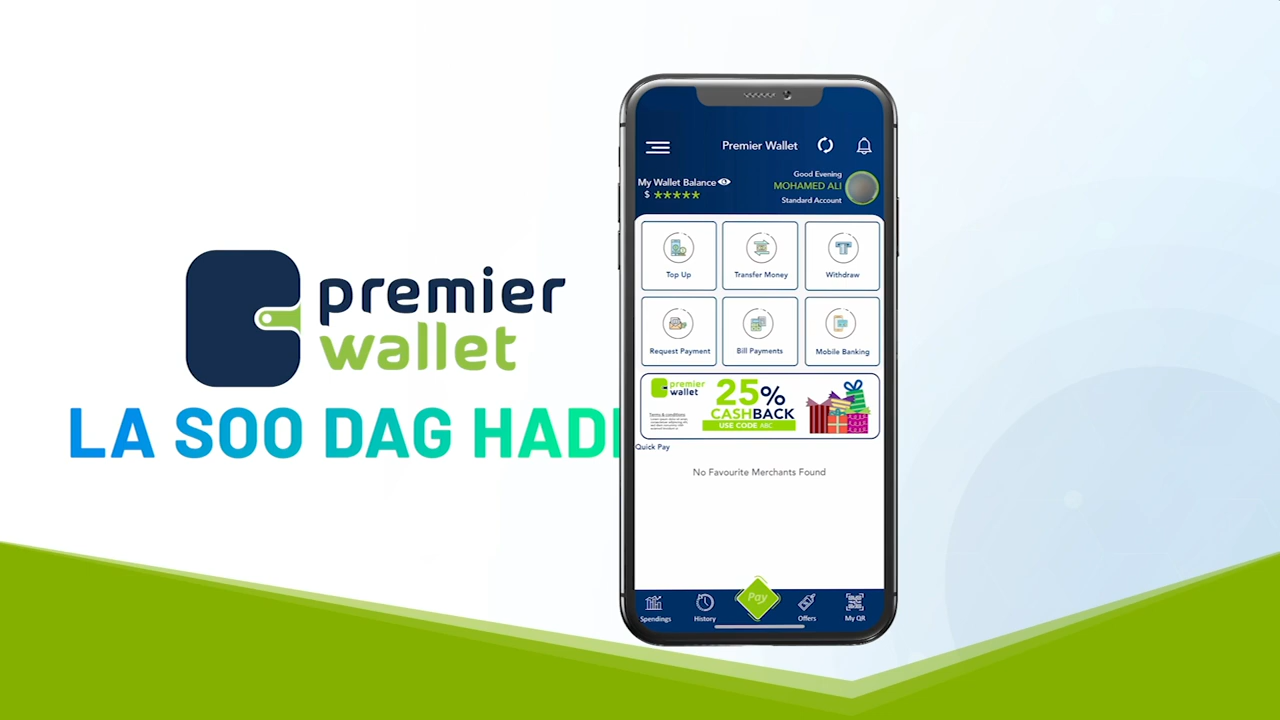 premier
wallet
LA SOO DAG HADI
Premier Wallet
Good Evening
My Wallet Balance
MOHAMED ALI
$ *****
Standard Account
Top Up
Transfer Money
Withdraw
Request Payment
Bill Payments
Mobile Banking
premier
wallet
25%
CASHBACK
USE CODE ABC
Terms & conditions
Quick Pay
No Favourite Merchants Found
Pay
Spendings
History
Offers
My QR